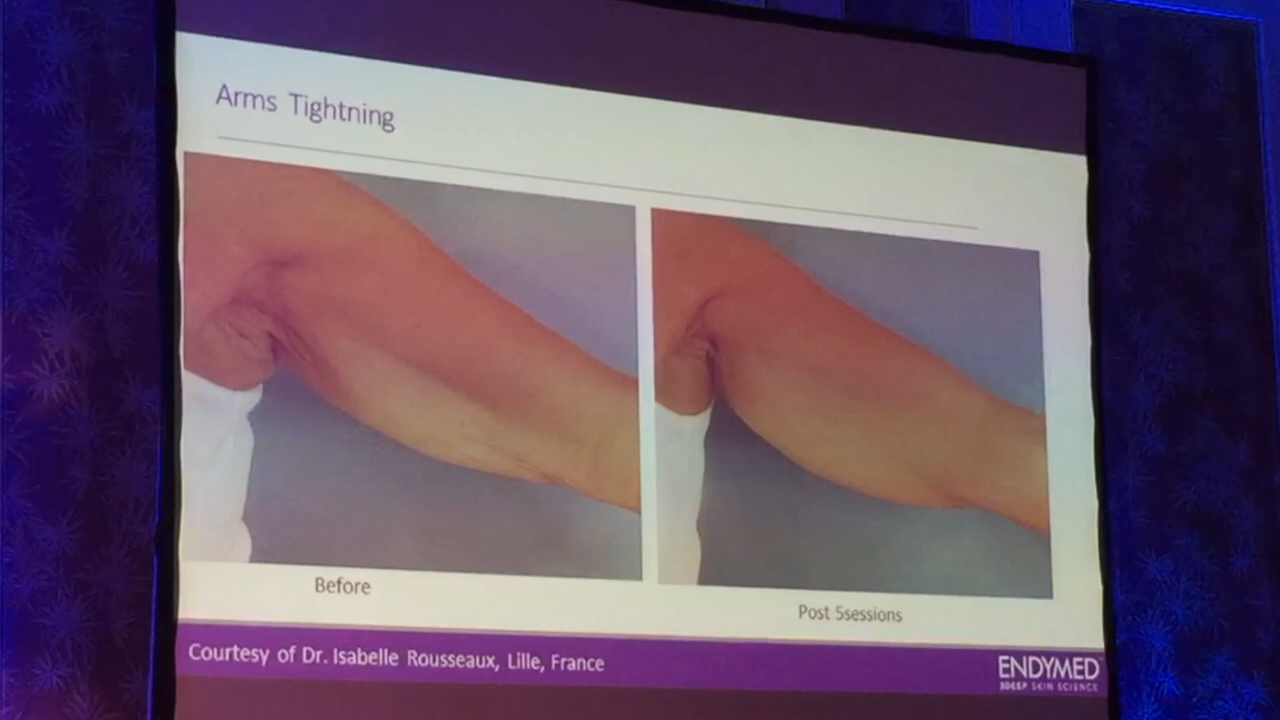 Arms Tightning
Before
Post 5sessions
Courtesy of Dr. Isabelle Rousseaux, Lille, France
ENDYMED
3DEEP SKIN SCIENCE